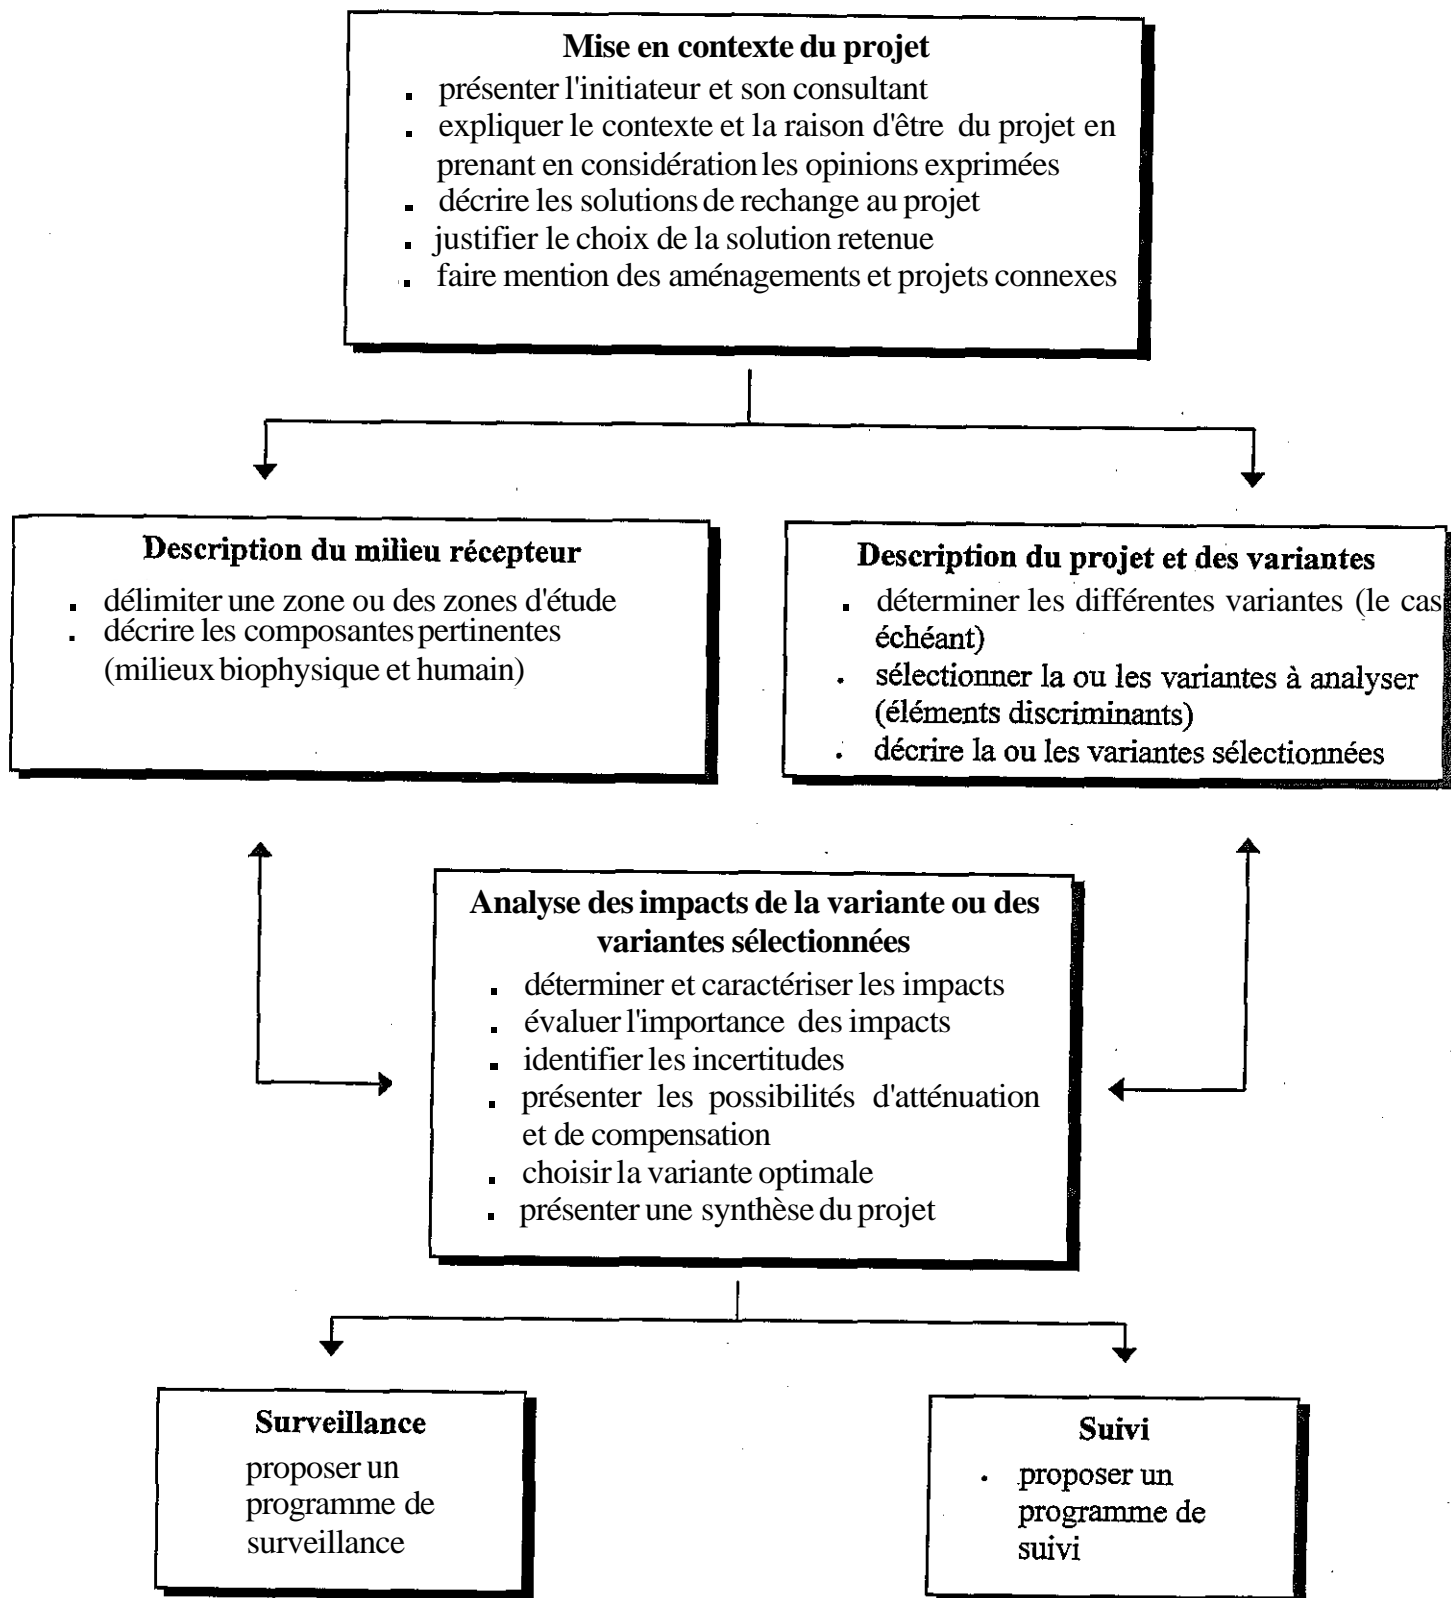 Mise en contexte du projet
▪ présenter l'initiateur et son consultant
▪ expliquer le contexte et la raison d'être du projet en
prenant en considération les opinions exprimées
▪ décrire les solutions de rechange au projet
▪ justifier le choix de la solution retenue
▪ faire mention des aménagements et projets connexes
Description du milieu récepteur
▪ délimiter une zone ou des zones d'étude
▪ décrire les composantes pertinentes
(milieux biophysique et humain)
Description du projet et des variantes
▪ déterminer les différentes variantes (le cas
échéant)
▪ sélectionner la ou les variantes à analyser
(éléments discriminants)
▪ décrire la ou les variantes sélectionnées
Analyse des impacts de la variante ou des
variantes sélectionnées
▪ déterminer et caractériser les impacts
▪ évaluer l'importance des impacts
▪ identifier les incertitudes
▪ présenter les possibilités d'atténuation
et de compensation
▪ choisir la variante optimale
▪ présenter une synthèse du projet
Surveillance
proposer un
programme de
surveillance
Suivi
▪ proposer un
programme de
suivi